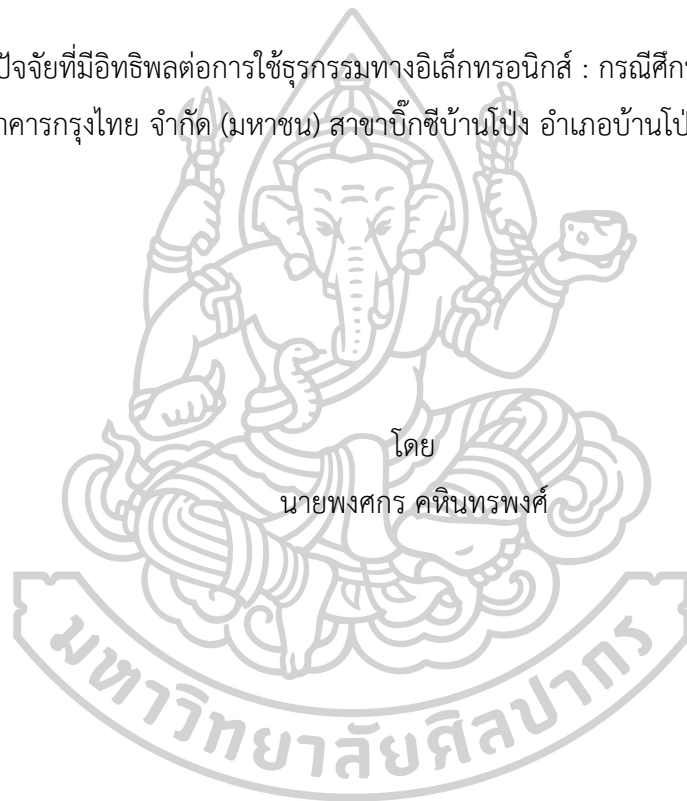 ปัจจัยที่มีอิทธิพลต่อการใช้ธุรกรรมทางอิเล็กทรอนิกส์ : กรณีศึก
าคารกรุงไทย จำกัด (มหาชน) สาขาบิ๊กซีบ้านโป่ง อำเภอบ้านโป
โดย
นายพงศกร คหินทรพงศ์
มหาวิทยาลัยศิลปากร